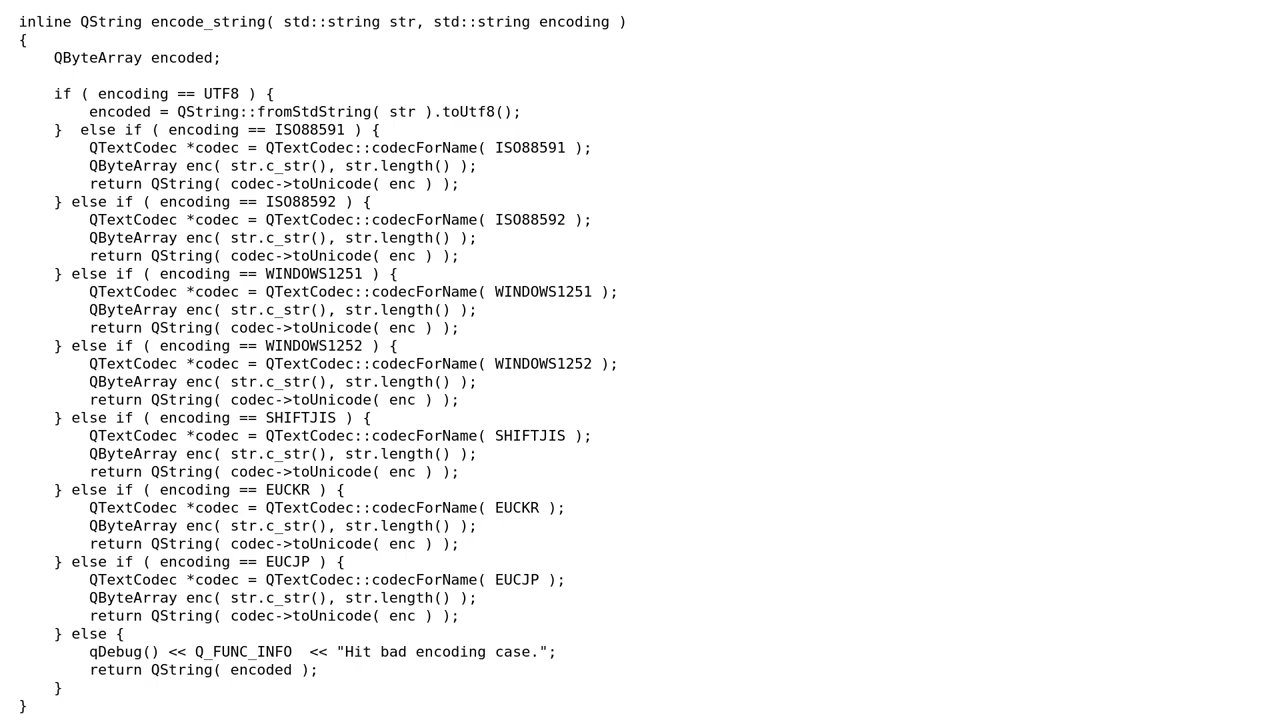 inline QString encode_string( std::string str, std::string encoding )
{
    QByteArray encoded;

    if ( encoding == UTF8 ) {
        encoded = QString::fromStdString( str ).toUtf8();
    }  else if ( encoding == ISO88591 ) {
        QTextCodec *codec = QTextCodec::codecForName( ISO88591 );
        QByteArray enc( str.c_str(), str.length() );
        return QString( codec->toUnicode( enc ) );
    } else if ( encoding == ISO88592 ) {
        QTextCodec *codec = QTextCodec::codecForName( ISO88592 );
        QByteArray enc( str.c_str(), str.length() );
        return QString( codec->toUnicode( enc ) );
    } else if ( encoding == WINDOWS1251 ) {
        QTextCodec *codec = QTextCodec::codecForName( WINDOWS1251 );
        QByteArray enc( str.c_str(), str.length() );
        return QString( codec->toUnicode( enc ) );
    } else if ( encoding == WINDOWS1252 ) {
        QTextCodec *codec = QTextCodec::codecForName( WINDOWS1252 );
        QByteArray enc( str.c_str(), str.length() );
        return QString( codec->toUnicode( enc ) );
    } else if ( encoding == SHIFTJIS ) {
        QTextCodec *codec = QTextCodec::codecForName( SHIFTJIS );
        QByteArray enc( str.c_str(), str.length() );
        return QString( codec->toUnicode( enc ) );
    } else if ( encoding == EUCKR ) {
        QTextCodec *codec = QTextCodec::codecForName( EUCKR );
        QByteArray enc( str.c_str(), str.length() );
        return QString( codec->toUnicode( enc ) );
    } else if ( encoding == EUCJP ) {
        QTextCodec *codec = QTextCodec::codecForName( EUCJP );
        QByteArray enc( str.c_str(), str.length() );
        return QString( codec->toUnicode( enc ) );
    } else {
        qDebug() << Q_FUNC_INFO  << "Hit bad encoding case.";
        return QString( encoded );
    }
}